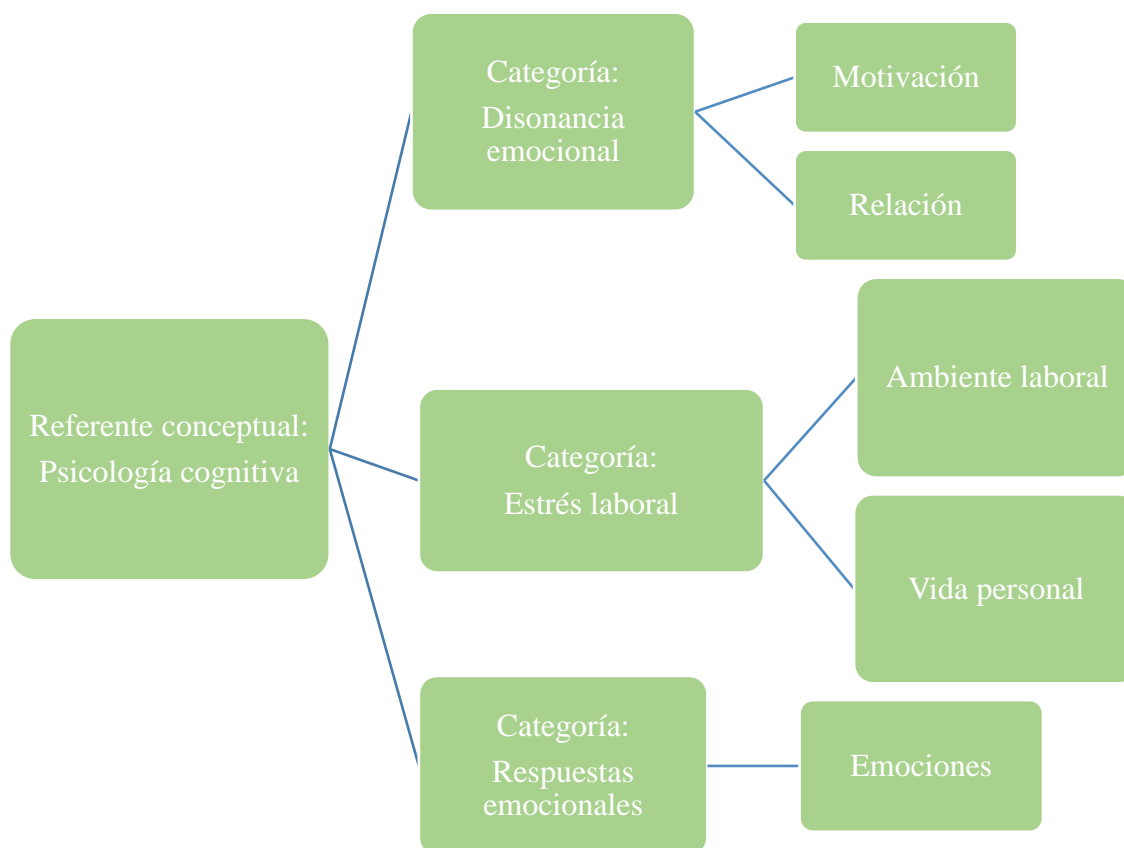 Referente conceptual:
Psicología cognitiva
Categoría:
Disonancia
emocional
Motivación
Relación
Categoría:
Estrés laboral
Ambiente laboral
Vida personal
Categoría:
Respuestas
emocionales
Emociones